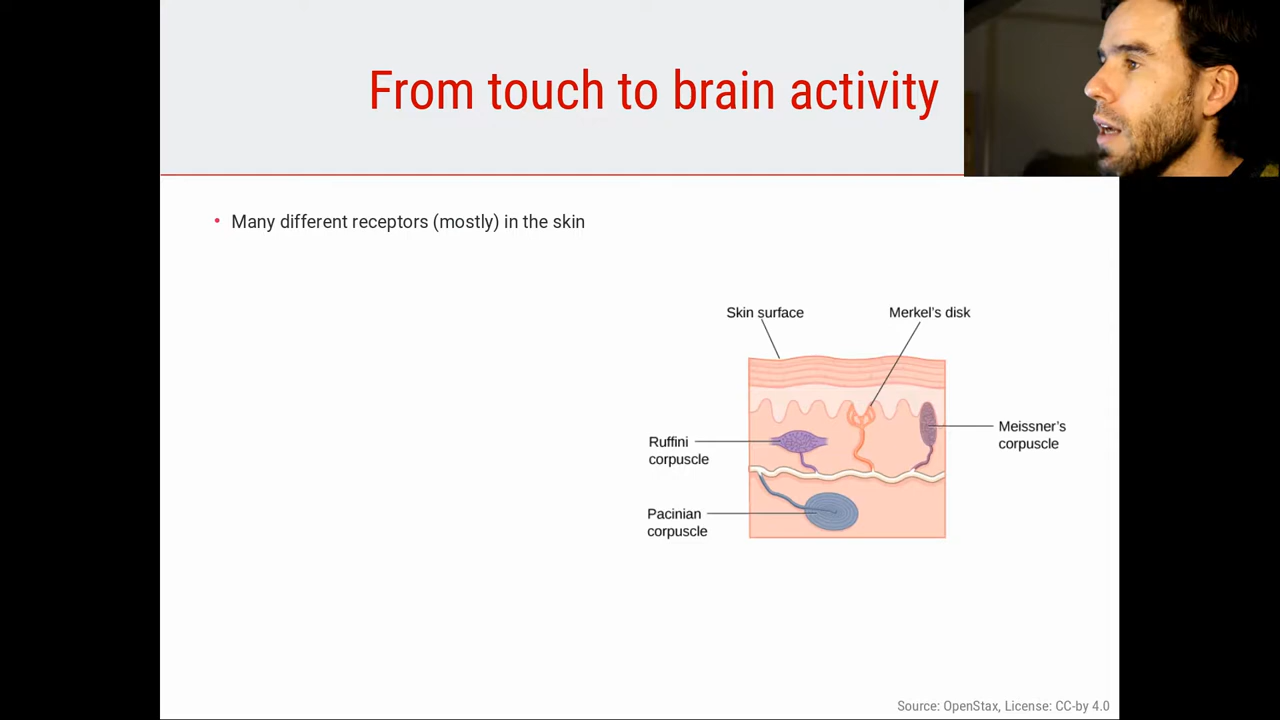 From touch to brain activity
• Many different receptors (mostly) in the skin
Skin surface
Merkel’s disk
Meissner’s
corpuscle
Ruffini
corpuscle
Pacinian
corpuscle
Source: OpenStax, License: CC-by 4.0